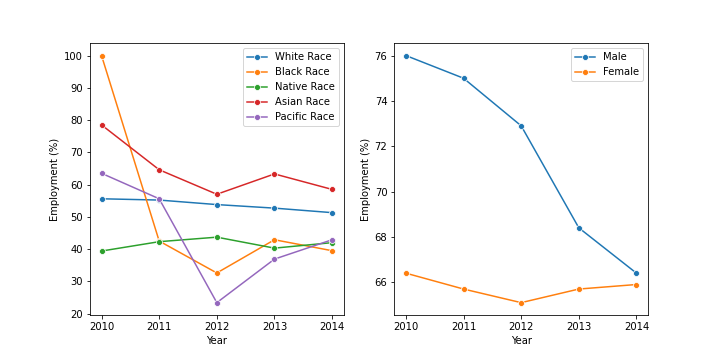 100
90
80
70
60
50
40
30
20
Employment (%)
2010 2011 2012 2013 2014
Year
White Race
Black Race
Native Race
Asian Race
Pacific Race
76
74
72
70
68
66
Employment (%)
2010 2011 2012 2013 2014
Year
Male
Female